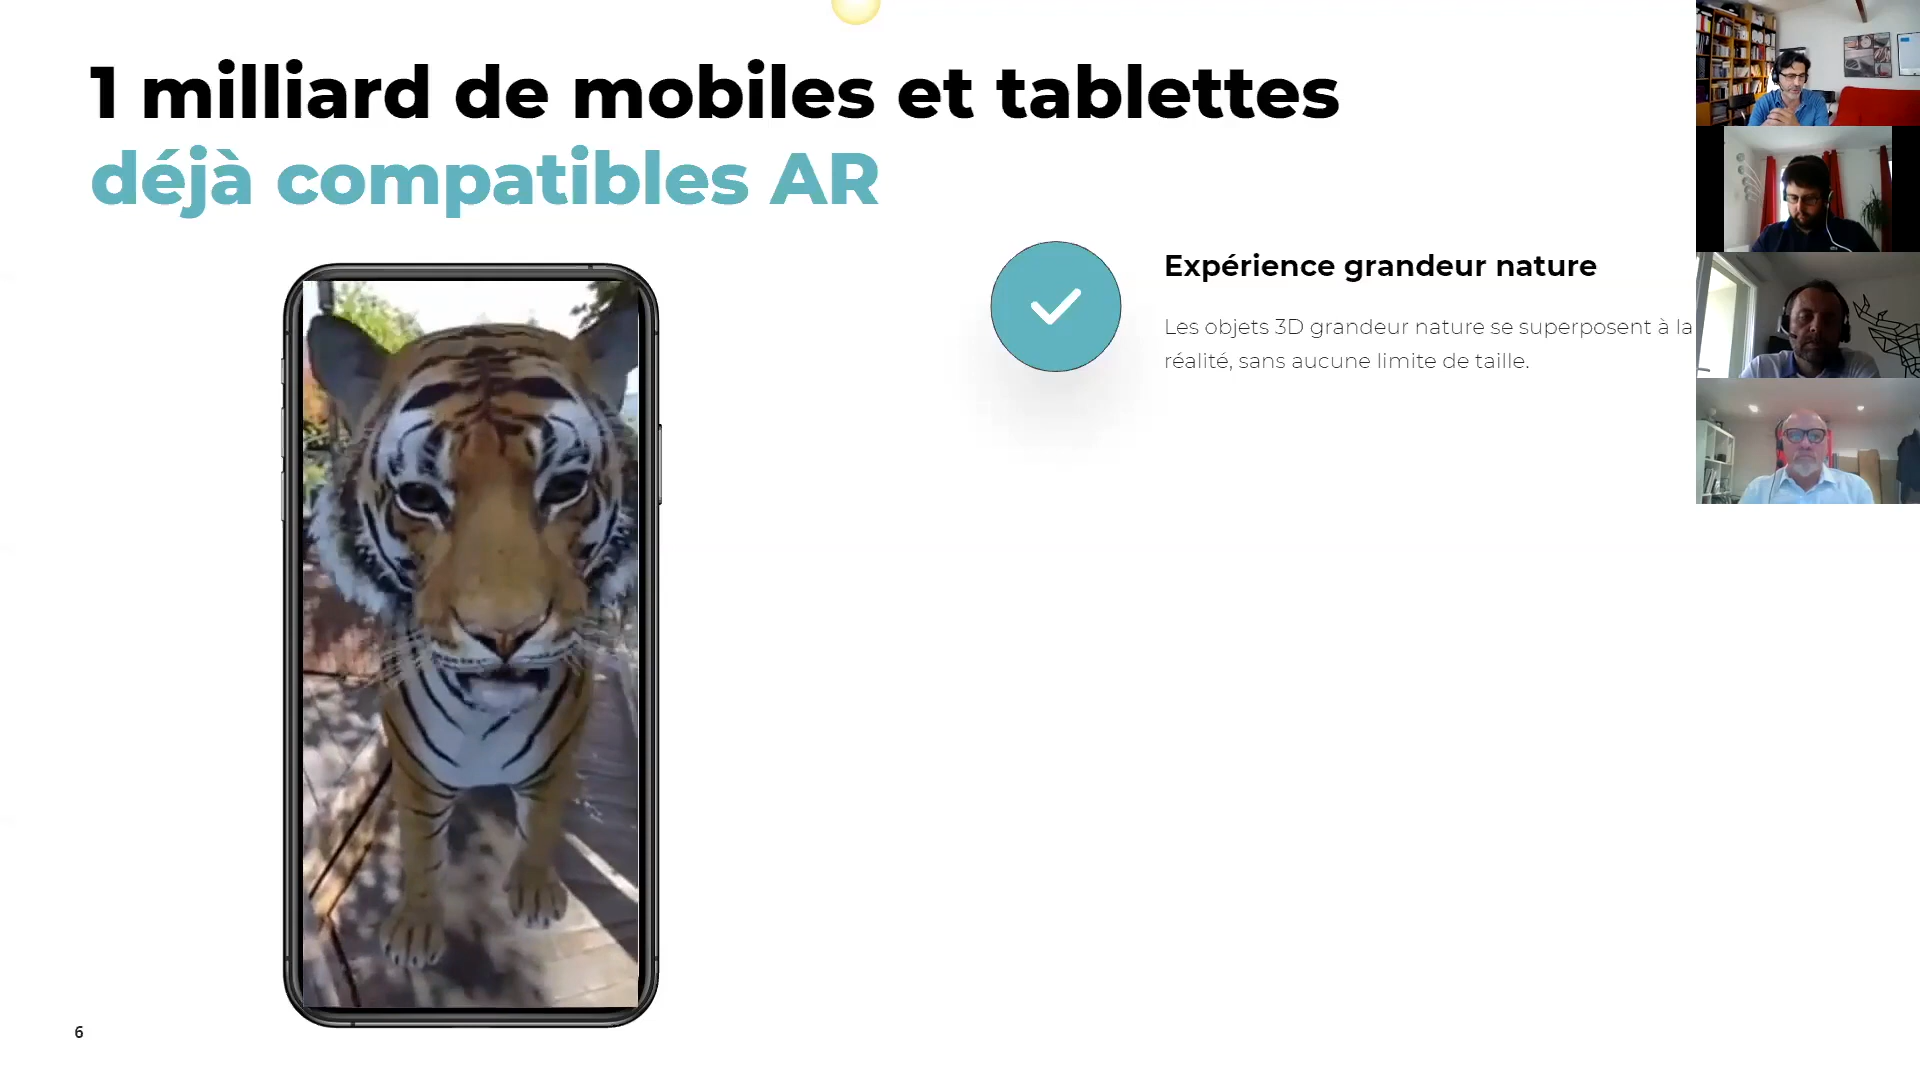 1 milliard de mobiles et tablettes
déjà compatibles AR
Expérience grandeur nature
Les objets 3D grandeur nature se superposent à la
réalité, sans aucune limite de taille.
6